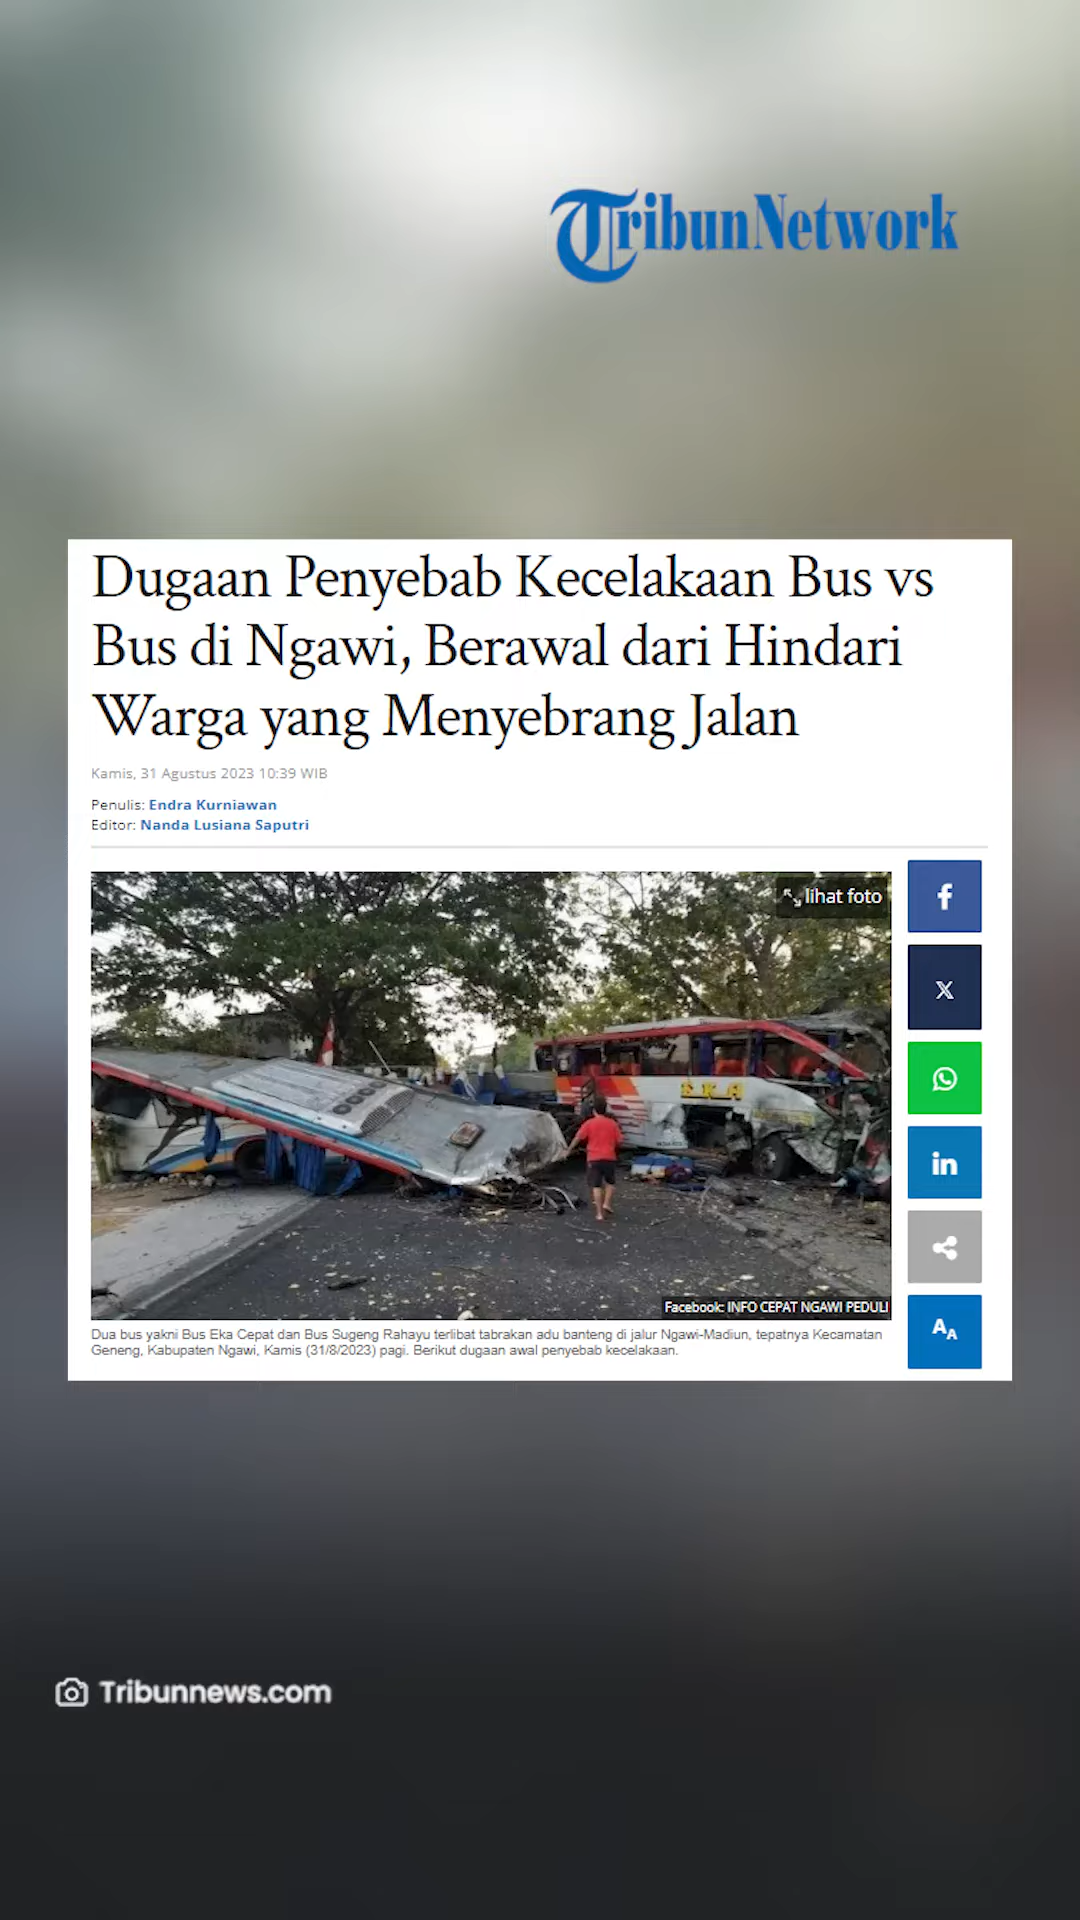 TribunNetwork
Dugaan Penyebab Kecelakaan Bus vs
Bus di Ngawi, Berawal dari Hindari
Warga yang Menyebrang Jalan
Kamis, 31 Agustus 2023 10:39 WIB
Penulis: Endra Kurniawan
Editor: Nanda Lusiana Saputri
lihat foto
EKA
Facebook: INFO CEPAT NGAWI PEDULI
Dua bus yakni Bus Eka Cepat dan Bus Sugeng Rahayu terlibat tabrakan adu banteng di jalur Ngawi-Madiun, tepatnya Kecamatan
Geneng, Kabupaten Ngawi, Kamis (31/8/2023) pagi. Berikut dugaan awal penyebab kecelakaan.
f
X
in
AA
Tribunnews.com